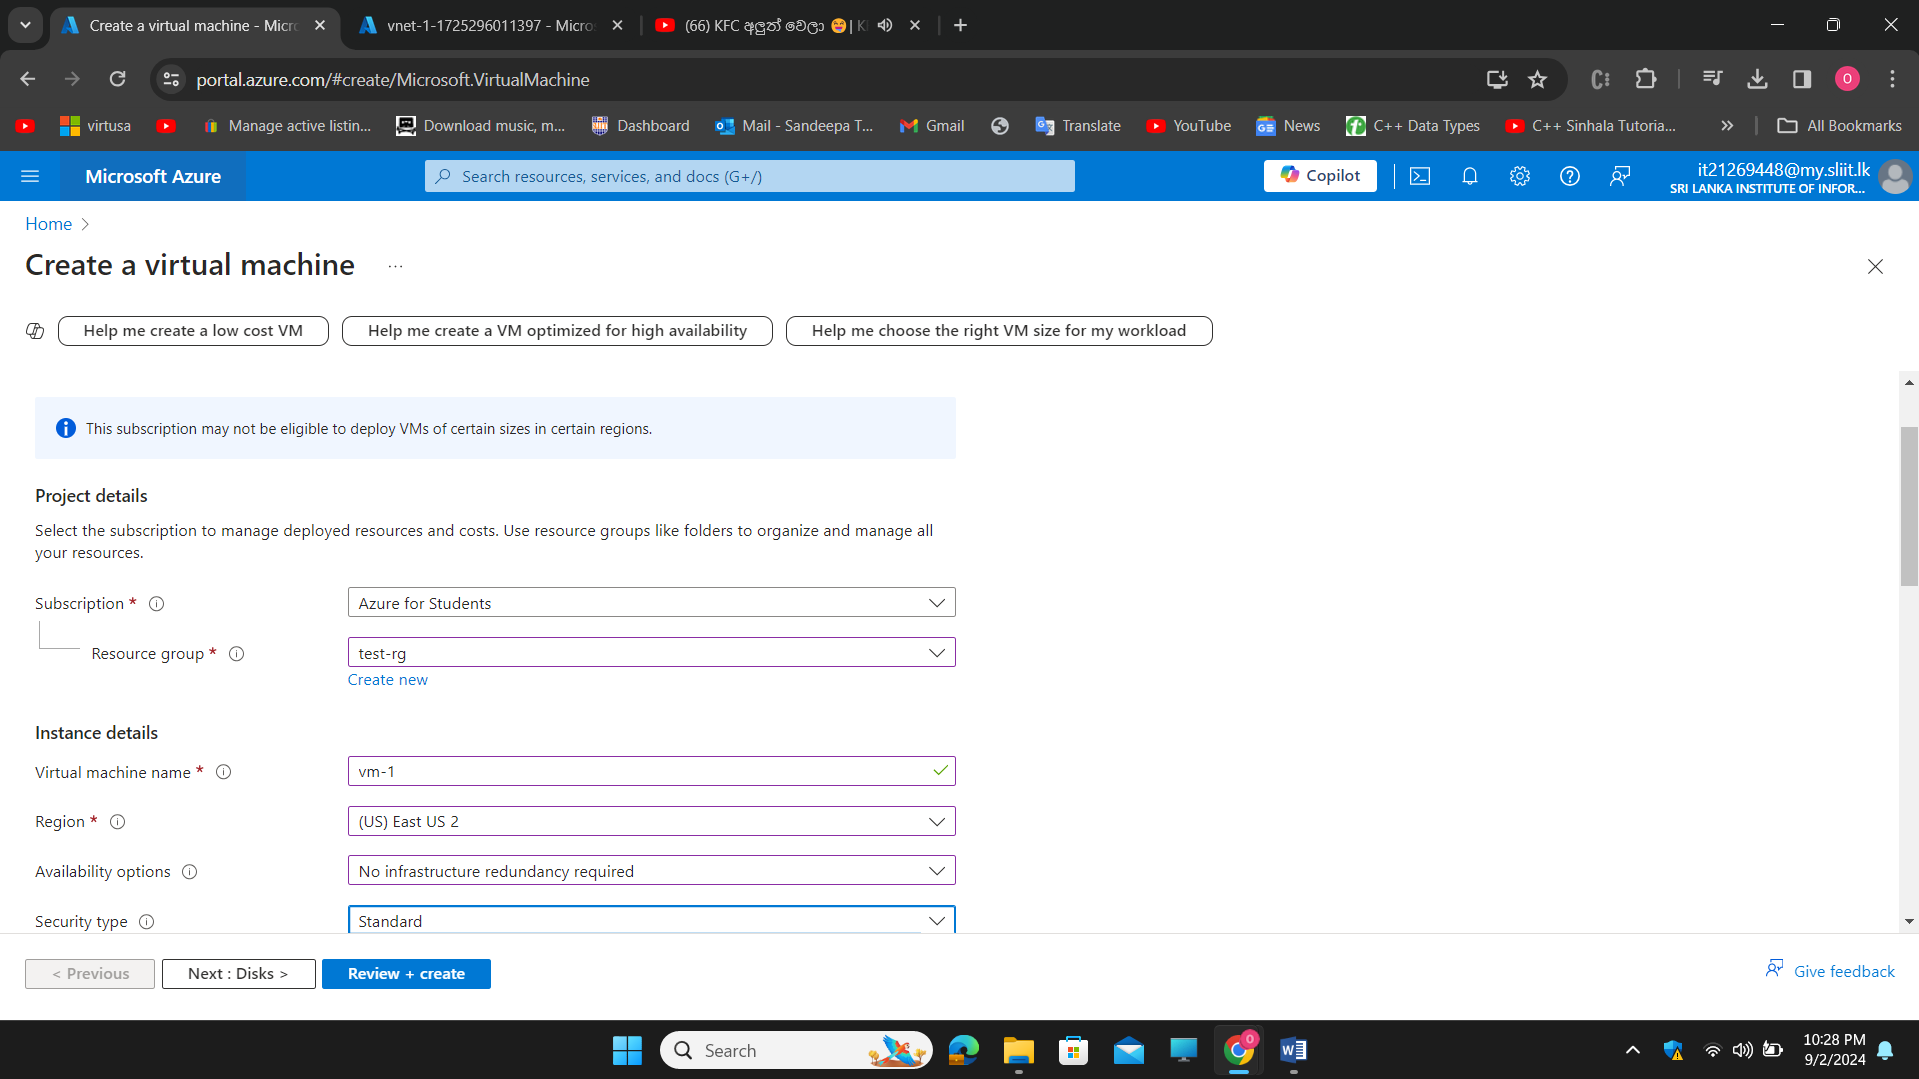 Create a virtual machine - Micro
vnet-1-1725296011397 - Micros
(66) KFC අලුත් වෙලා 🤤| K
portal.azure.com/#create/Microsoft.VirtualMachine
O
virtusa
Manage active listin...
Download music, m...
Dashboard
Mail - Sandeepa T...
Gmail
Translate
YouTube
News
C++ Data Types
C++ Sinhala Tutoria...
All Bookmarks
Microsoft Azure
Search resources, services, and docs (G+/)
Copilot
it21269448@my.sliit.lk
SRI LANKA INSTITUTE OF INFOR...
Home
Create a virtual machine ...
Help me create a low cost VM
Help me create a VM optimized for high availability
Help me choose the right VM size for my workload
This subscription may not be eligible to deploy VMs of certain sizes in certain regions.
Project details
Select the subscription to manage deployed resources and costs. Use resource groups like folders to organize and manage all
your resources.
Subscription *
Azure for Students
Resource group *
test-rg
Create new
Instance details
Virtual machine name *
vm-1
Region *
(US) East US 2
Availability options
No infrastructure redundancy required
Security type
Standard
< Previous
Next : Disks >
Review + create
Give feedback
Search
10:28 PM
9/2/2024